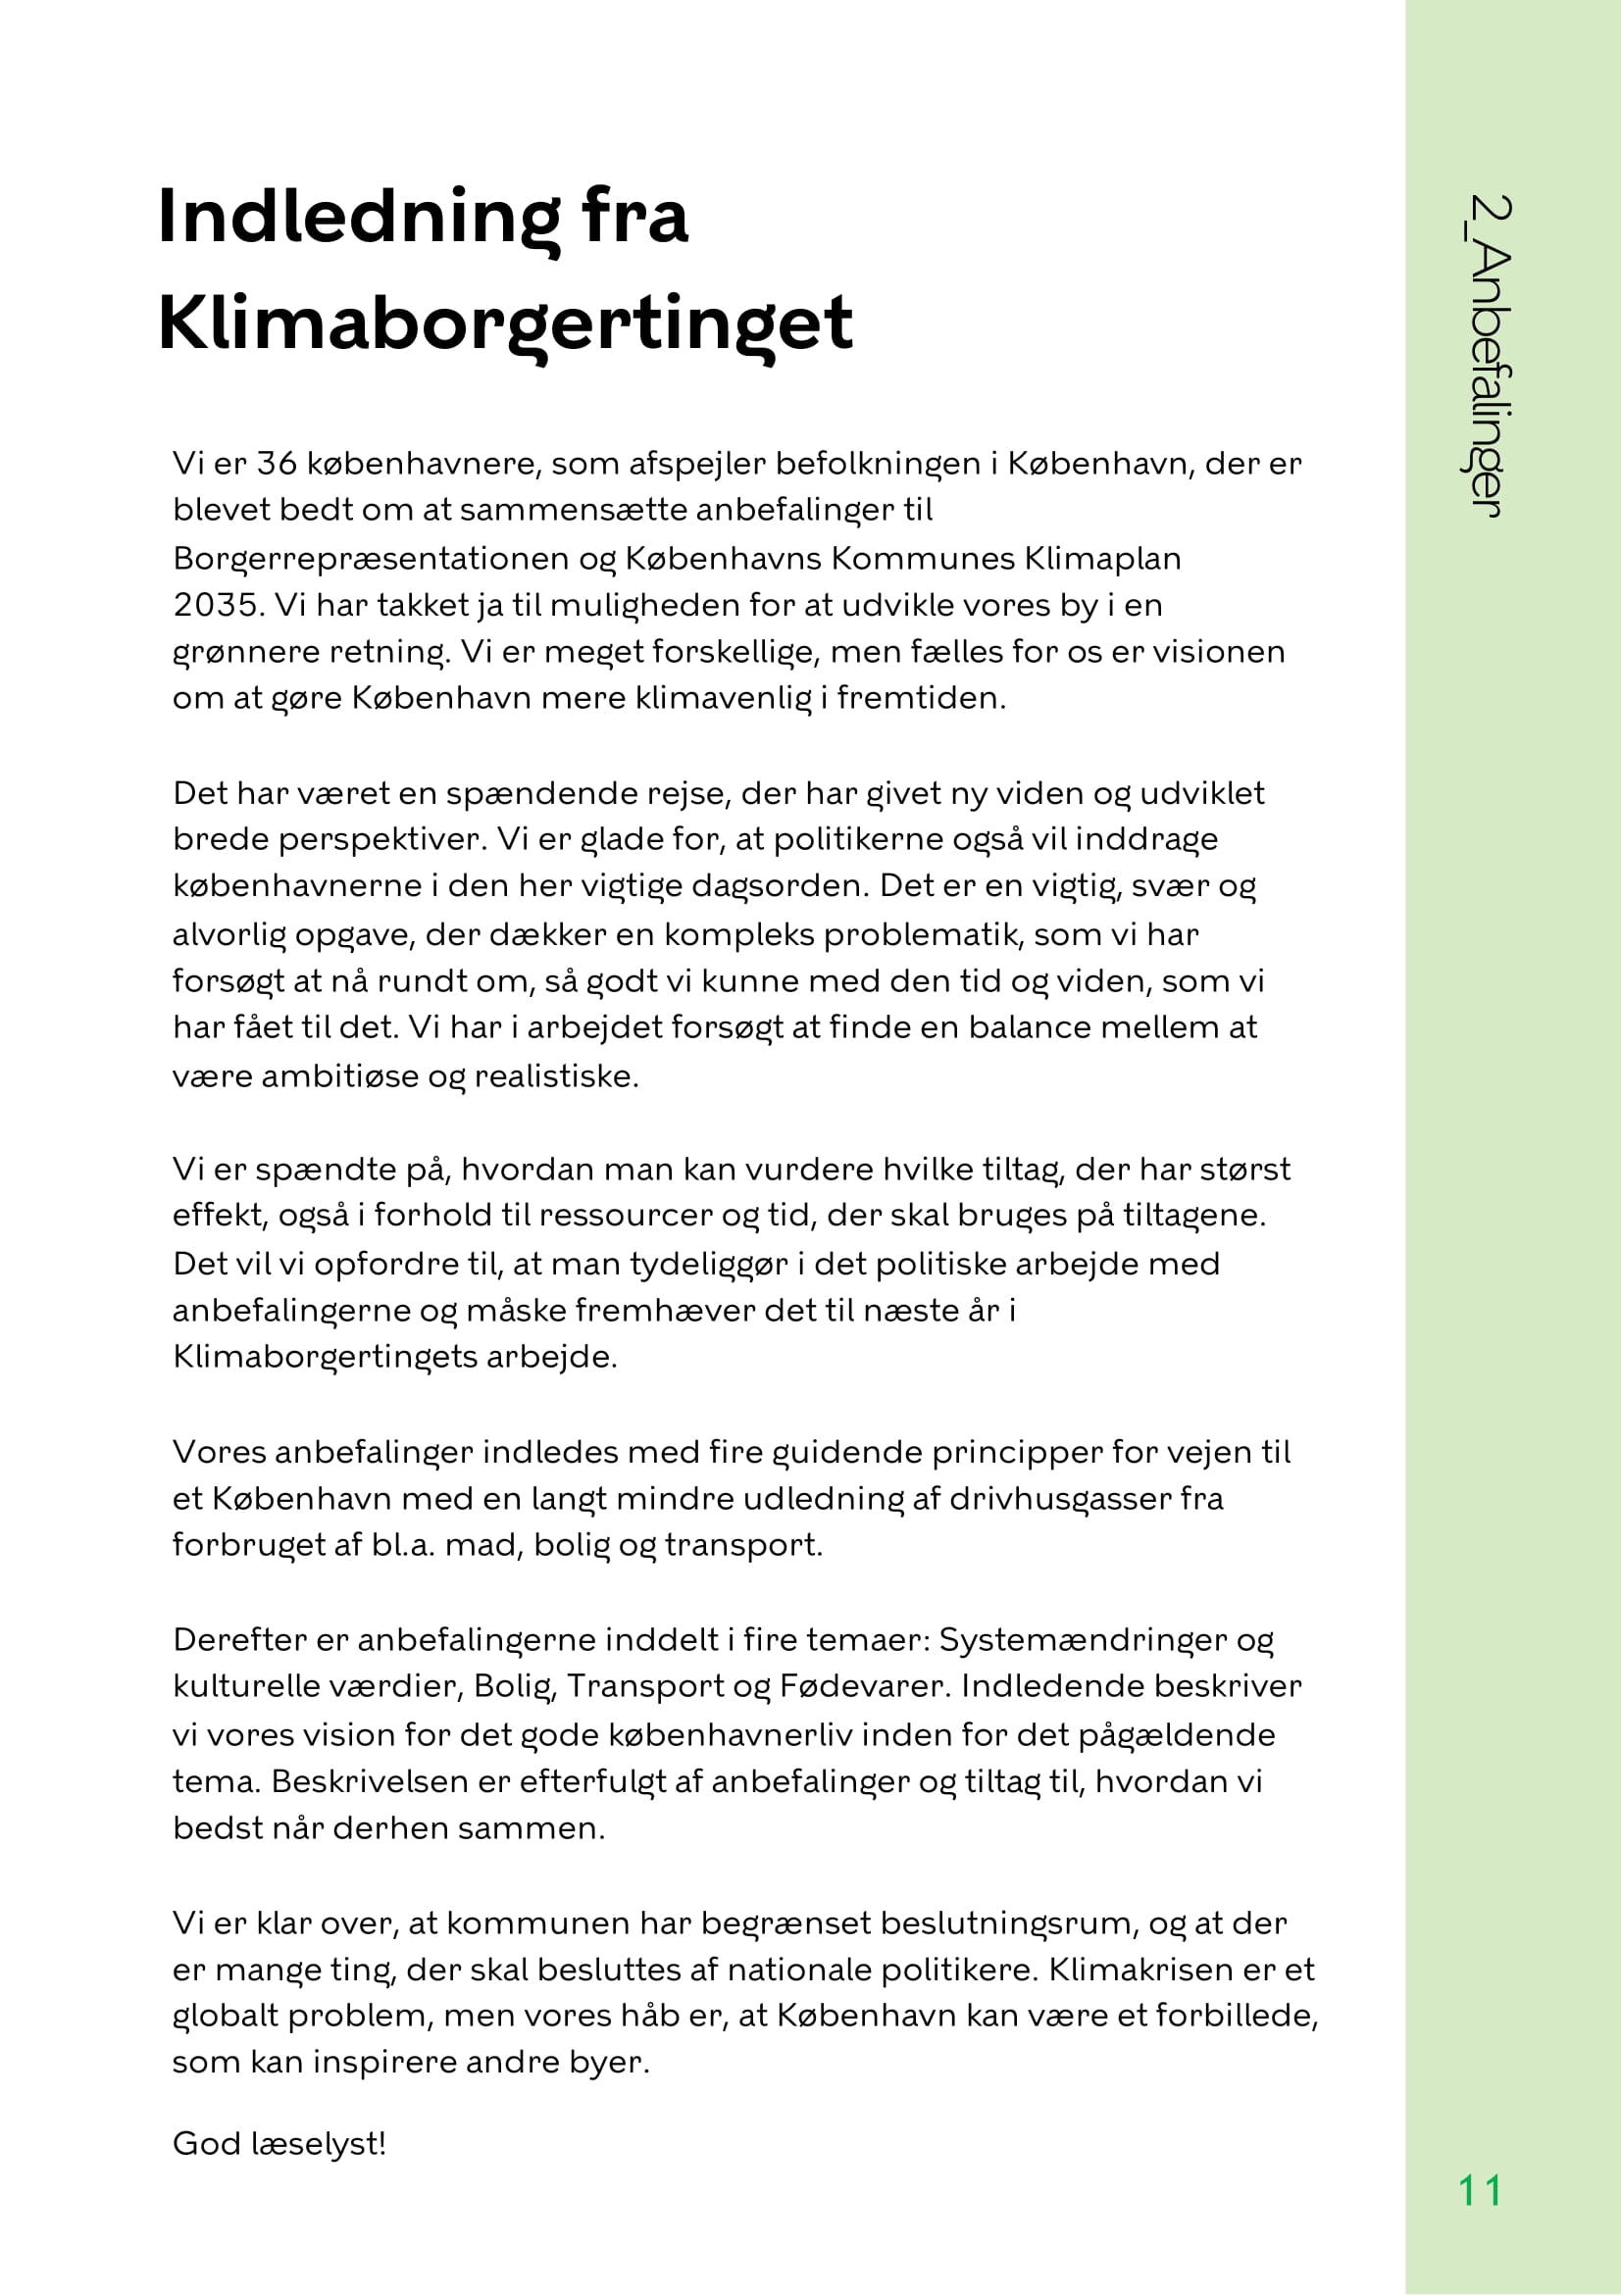 Indledning fra
Klimaborgertinget
Vi er 36 københavnere, som afspejler befolkningen i København, der er
blevet bedt om at sammensætte anbefalinger til
Borgerrepræsentationen og Københavns Kommunes Klimaplan
2035. Vi har takket ja til muligheden for at udvikle vores by i en
grønnere retning. Vi er meget forskellige, men fælles for os er visionen
om at gøre København mere klimavenlig i fremtiden.
Det har været en spændende rejse, der har givet ny viden og udviklet
brede perspektiver. Vi er glade for, at politikerne også vil inddrage
københavnerne i den her vigtige dagsorden. Det er en vigtig, svær og
alvorlig opgave, der dækker en kompleks problematik, som vi har
forsøgt at nå rundt om, så godt vi kunne med den tid og viden, som vi
har fået til det. Vi har i arbejdet forsøgt at finde en balance mellem at
være ambitiøse og realistiske.
Vi er spændte på, hvordan man kan vurdere hvilke tiltag, der har størst
effekt, også i forhold til ressourcer og tid, der skal bruges på tiltagene.
Det vil vi opfordre til, at man tydeliggør i det politiske arbejde med
anbefalingerne og måske fremhæver det til næste år i
Klimaborgertingets arbejde.
Vores anbefalinger indledes med fire guidende principper for vejen til
et København med en langt mindre udledning af drivhusgasser fra
forbruget af bl.a. mad, bolig og transport.
Derefter er anbefalingerne inddelt i fire temaer: Systemændringer og
kulturelle værdier, Bolig, Transport og Fødevarer. Indledende beskriver
vi vores vision for det gode københavnerliv inden for det pågældende
tema. Beskrivelsen er efterfulgt af anbefalinger og tiltag til, hvordan vi
bedst når derhen sammen.
Vi er klar over, at kommunen har begrænset beslutningsrum, og at der
er mange ting, der skal besluttes af nationale politikere. Klimakrisen er et
globalt problem, men vores håb er, at København kan være et forbillede,
som kan inspirere andre byer.
God læselyst!
2_Anbefalinger
11